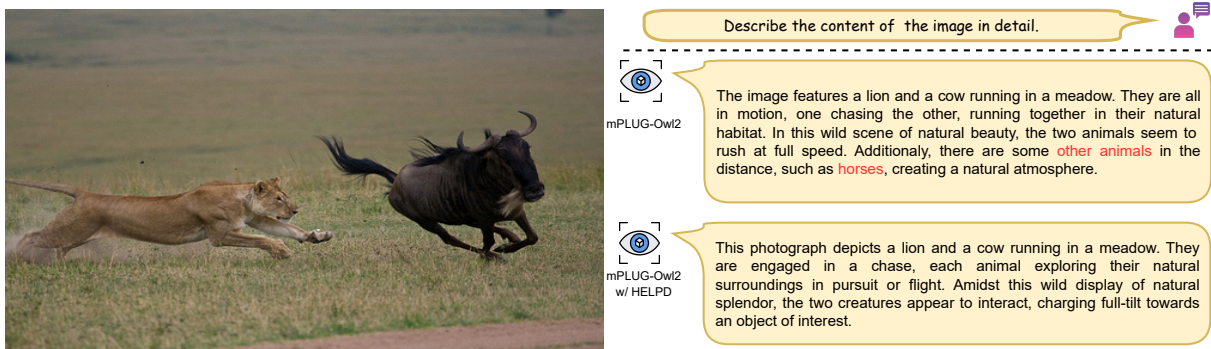 Describe the content of the image in detail.
mPLUG-Owl2
The image features a lion and a cow running in a meadow. They are all
in motion, one chasing the other, running together in their natural
habitat. In this wild scene of natural beauty, the two animals seem to
rush at full speed. Additionaly, there are some other animals in the
distance, such as horses, creating a natural atmosphere.
mPLUG-Owl2
w/ HELPD
This photograph depicts a lion and a cow running in a meadow. They
are engaged in a chase, each animal exploring their natural
surroundings in pursuit or flight. Amidst this wild display of natural
splendor, the two creatures appear to interact, charging full-tilt towards
an object of interest.